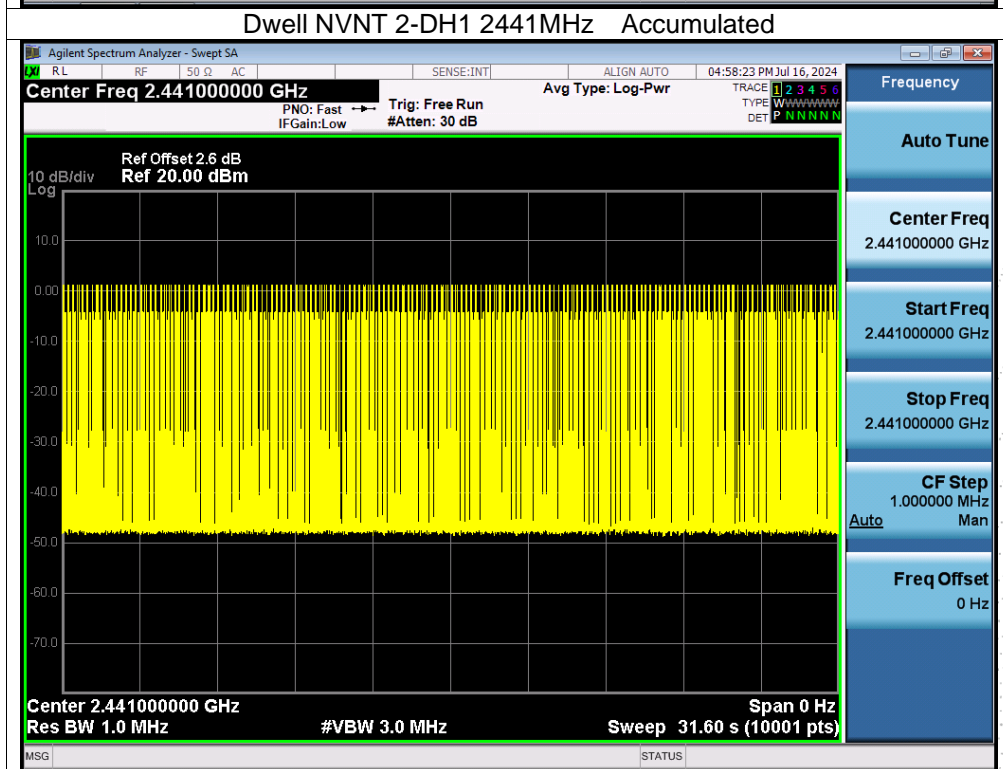 Dwell NVNT 2-DH1 2441MHz Accumulated
Agilent Spectrum Analyzer - Swept SA
LXI RL RF 50 Ω AC SENSE:INT ALIGN AUTO 04:58:23 PM Jul 16, 2024
Center Freq 2.441000000 GHz
PNO: Fast
IFGain:Low
Trig: Free Run
#Atten: 30 dB
Avg Type: Log-Pwr
TRACE 1 2 3 4 5 6
TYPE WWWWWW
DET P N N N N N
Ref Offset 2.6 dB
10 dB/div Ref 20.00 dBm
Log
10.0
0.00
-10.0
-20.0
-30.0
-40.0
-50.0
-60.0
-70.0
Center 2.441000000 GHz Span 0 Hz
Res BW 1.0 MHz #VBW 3.0 MHz Sweep 31.60 s (10001 pts)
MSG STATUS
Frequency
Auto Tune
Center Freq
2.441000000 GHz
Start Freq
2.441000000 GHz
Stop Freq
2.441000000 GHz
CF Step
1.000000 MHz
Auto Man
Freq Offset
0 Hz